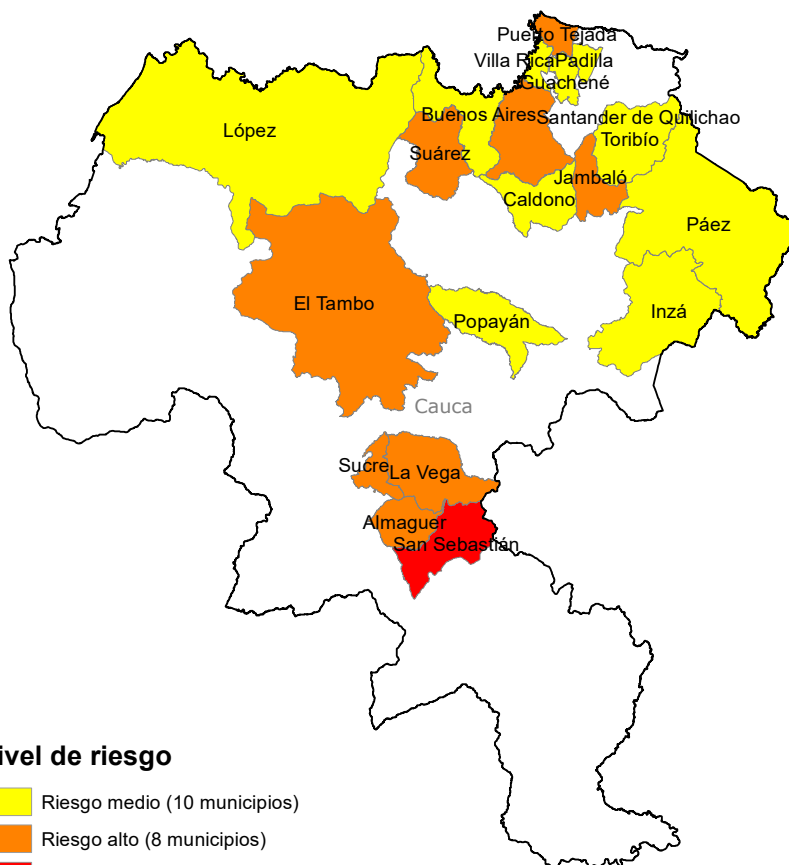 Puerto Tejada
Villa Rica
Padilla
Guachené
Buenos Aires
Santander de Quilichao
López
Toribío
Suárez
Jambaló
Caldono
Páez
El Tambo
Inzá
Popayán
Cauca
Sucre
La Vega
Almaguer
San Sebastián
ivel de riesgo
Riesgo medio (10 municipios)
Riesgo alto (8 municipios)